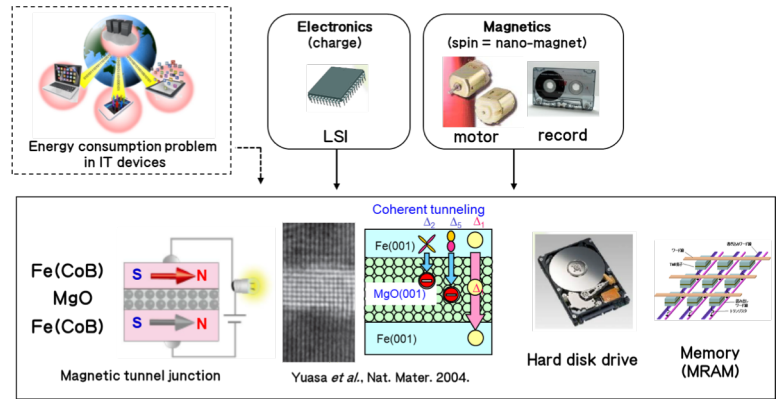 Electronics
(charge)
LSI
Magnetics
(spin = nano-magnet)
motor
record
Energy consumption problem
in IT devices
Fe(CoB)
MgO
Fe(CoB)
S N
S N
Magnetic tunnel junction
Coherent tunneling
Δ2 Δ5 Δ1
Fe(001)
MgO(001)
Δ1
Fe(001)
Yuasa et al., Nat. Mater. 2004.
Hard disk drive
Memory
(MRAM)